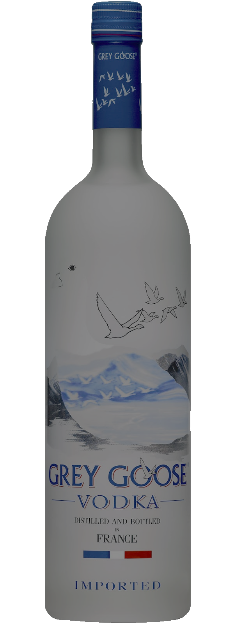 GREY GOOSE
GREY GOOSE
VODKA
DISTILLED AND BOTTLED
IN
FRANCE
IMPORTED